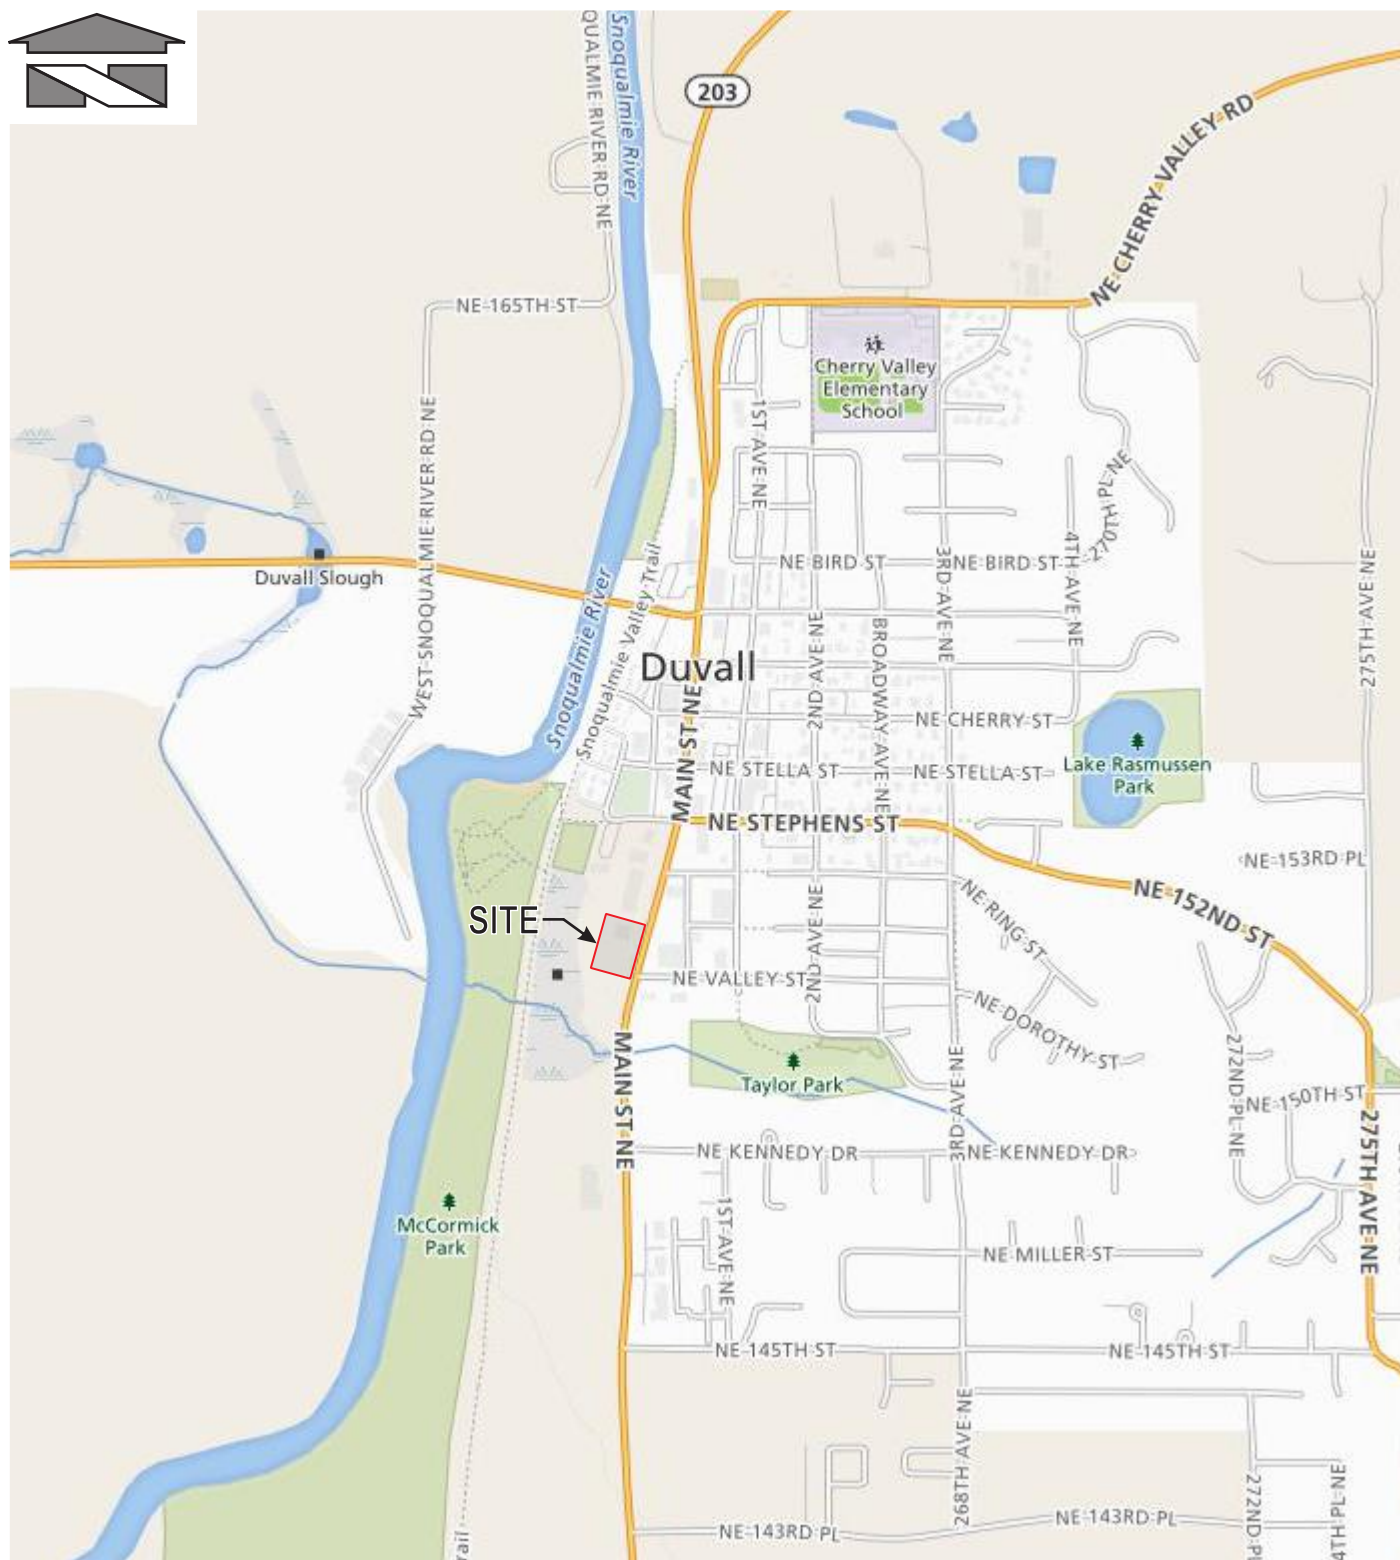 Snoqualmie River
QUALMIE RIVER RD NE
203
NE CHERRY VALLEY RD
NE 165TH ST
Cherry Valley
Elementary
School
1ST AVE NE
WEST SNOQUALMIE RIVER RD NE
270TH PL NE
4TH AVE NE
3RD AVE NE
NE BIRD ST
NE BIRD ST
275TH AVE NE
Duvall Slough
Snoqualmie River
Snoqualmie Valley Trail
Duvall
2ND AVE NE
BROADWAY AVE NE
MAIN ST NE
NE CHERRY ST
NE STELLA ST
NE STELLA ST
Lake Rasmussen
Park
NE STEPHENS ST
NE 153RD PL
NE 152ND ST
SITE
2ND AVE NE
NE RING ST
NE VALLEY ST
NE DOROTHY ST
MAIN ST NE
Taylor Park
3RD AVE NE
272ND PL NE
NE 150TH ST
275TH AVE NE
NE KENNEDY DR
NE KENNEDY DR
McCormick
Park
1ST AVE NE
NE MILLER ST
NE 145TH ST
NE 145TH ST
268TH AVE NE
272ND PL
4TH PL NE
NE 143RD PL
NE 143RD PL
rail